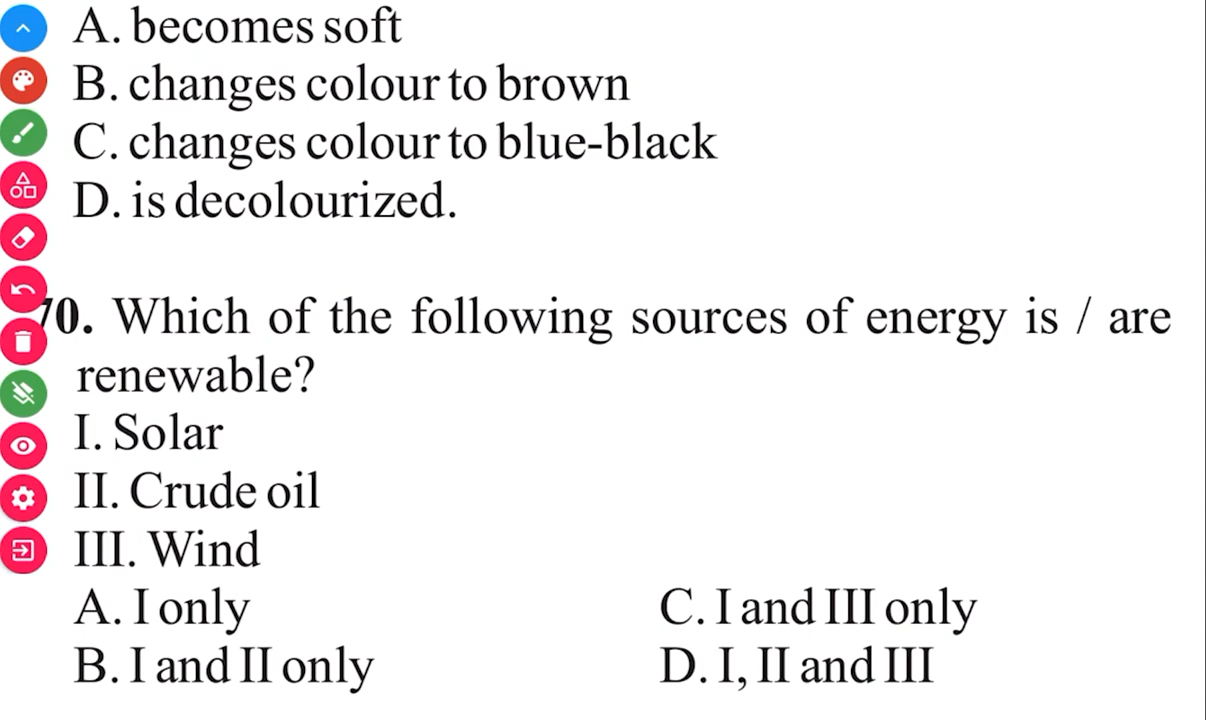 A. becomes soft
B. changes colour to brown
C. changes colour to blue-black
D. is decolourized.
70. Which of the following sources of energy is / are
renewable?
I. Solar
II. Crude oil
III. Wind
A. I only
C. I and III only
B. I and II only
D. I, II and III